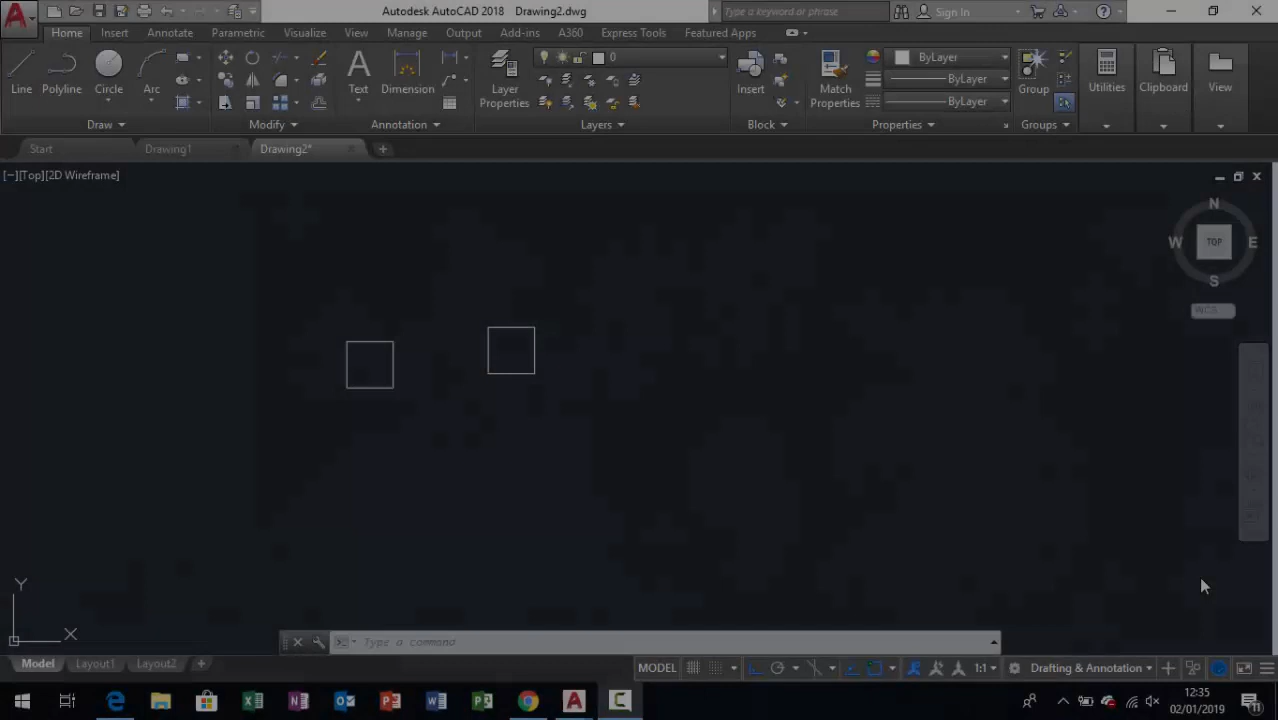 Autodesk AutoCAD 2018 Drawing2.dwg
Type a keyword or phrase
Sign In
Home Insert Annotate Parametric Visualize View Manage Output Add-ins A360 Express Tools Featured Apps
Line Polyline Circle Arc
Text Dimension
Layer
Properties
0
Insert
Match
Properties
ByLayer
ByLayer
ByLayer
Group
Utilities
Clipboard
View
Draw Modify Annotation Layers Block Properties Groups
Start Drawing1 Drawing2*
[−][Top][2D Wireframe]
N
W TOP E
S
WCS
Y
X
Type a command
Model Layout1 Layout2
MODEL 1:1 Drafting & Annotation
12:35
02/01/2019
11